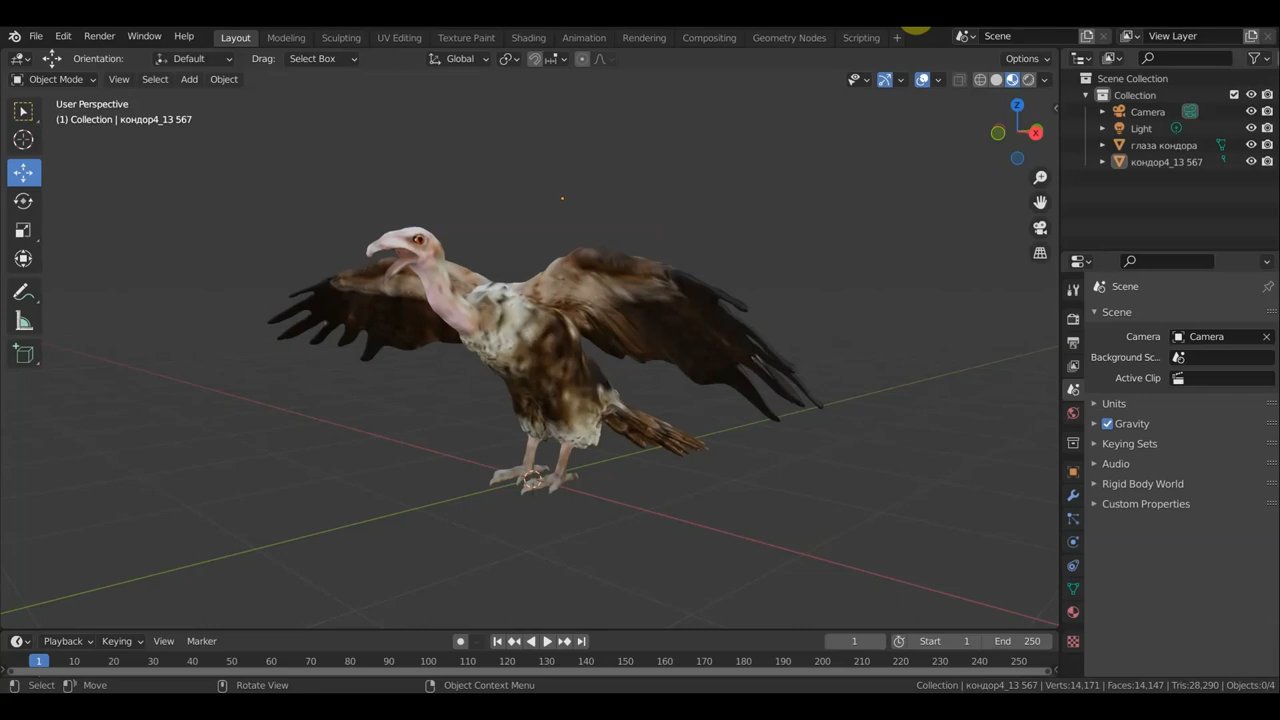 File Edit Render Window Help Layout Modeling Sculpting UV Editing Texture Paint Shading Animation Rendering Compositing Geometry Nodes Scripting + Scene View Layer
Orientation: Default Drag: Select Box Global Options
Object Mode View Select Add Object
User Perspective
(1) Collection | кондор4_13 567
Z
X
Scene Collection
Collection
Camera
Light
глаза кондора
кондор4_13 567
Scene
Scene
Camera Camera
Background Sc...
Active Clip
Units
Gravity
Keying Sets
Audio
Rigid Body World
Custom Properties
Playback Keying View Marker 1 Start 1 End 250
1 10 20 30 40 50 60 70 80 90 100 110 120 130 140 150 160 170 180 190 200 210 220 230 240 250
Select Move Rotate View Object Context Menu Collection | кондор4_13 567 | Verts:14,171 | Faces:14,147 | Tris:28,290 | Objects:0/4